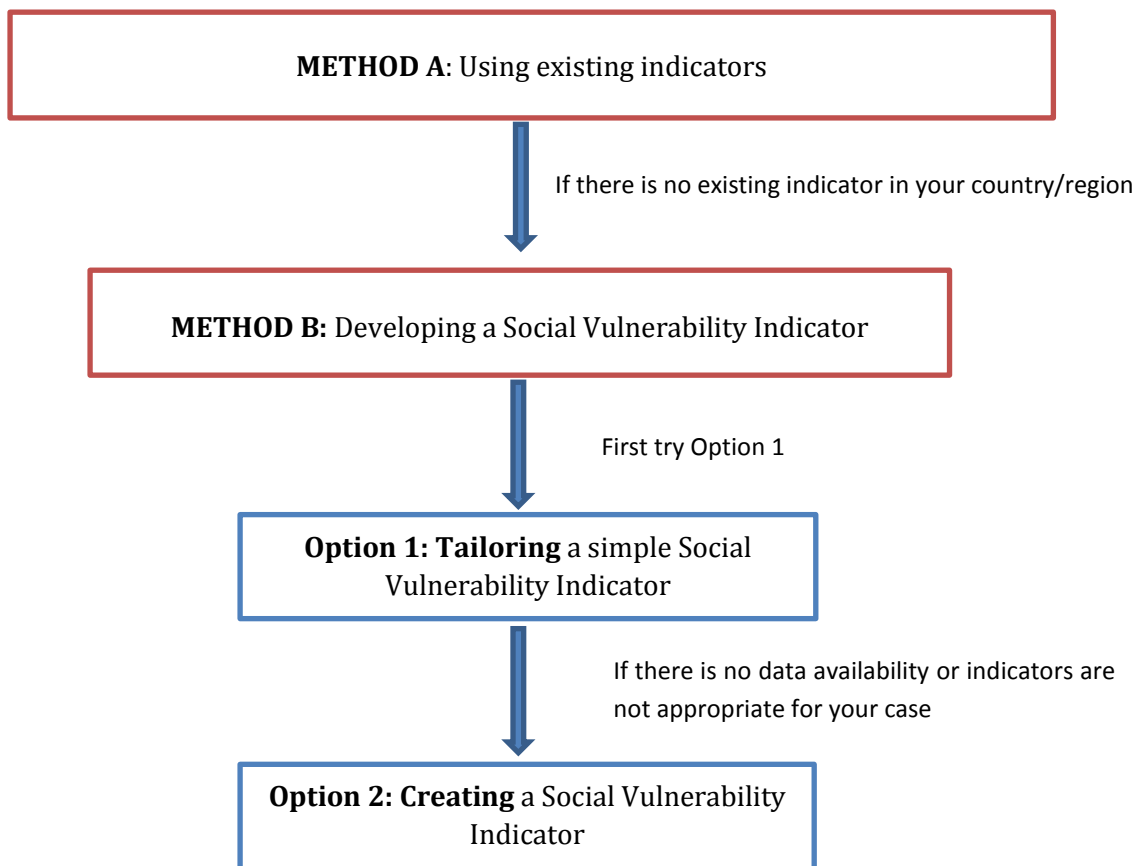 METHOD A: Using existing indicators
If there is no existing indicator in your country/region
METHOD B: Developing a Social Vulnerability Indicator
First try Option 1
Option 1: Tailoring a simple Social
Vulnerability Indicator
If there is no data availability or indicators are
not appropriate for your case
Option 2: Creating a Social Vulnerability
Indicator